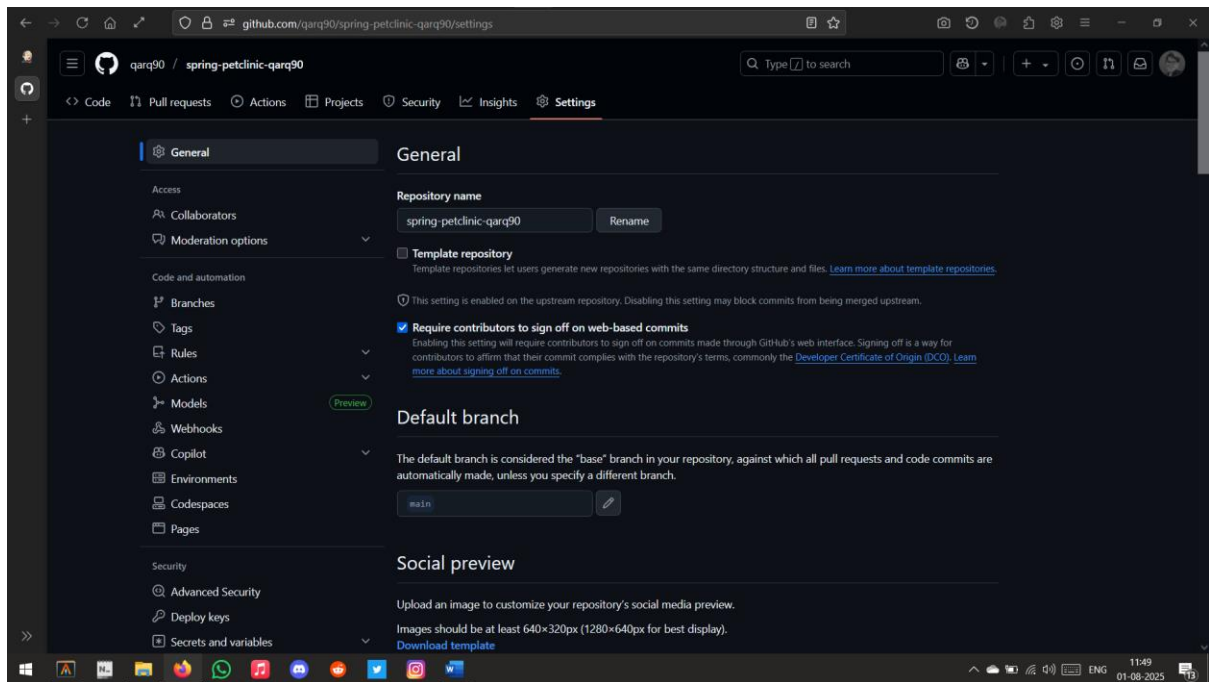 github.com/qarq90/spring-petclinic-qarq90/settings
qarq90 / spring-petclinic-qarq90
Type / to search
Code Pull requests Actions Projects Security Insights Settings
General
Access
Collaborators
Moderation options
Code and automation
Branches
Tags
Rules
Actions
Models Preview
Webhooks
Copilot
Environments
Codespaces
Pages
Security
Advanced Security
Deploy keys
Secrets and variables
General
Repository name
spring-petclinic-qarq90 Rename
Template repository
Template repositories let users generate new repositories with the same directory structure and files. Learn more about template repositories.
This setting is enabled on the upstream repository. Disabling this setting may block commits from being merged upstream.
Require contributors to sign off on web-based commits
Enabling this setting will require contributors to sign off on commits made through GitHub's web interface. Signing off is a way for
contributors to affirm that their commit complies with the repository's terms, commonly the Developer Certificate of Origin (DCO). Learn
more about signing off on commits.
Default branch
The default branch is considered the "base" branch in your repository, against which all pull requests and code commits are
automatically made, unless you specify a different branch.
main
Social preview
Upload an image to customize your repository's social media preview.
Images should be at least 640×320px (1280×640px for best display).
Download template
ENG
11:49
01-08-2025
13